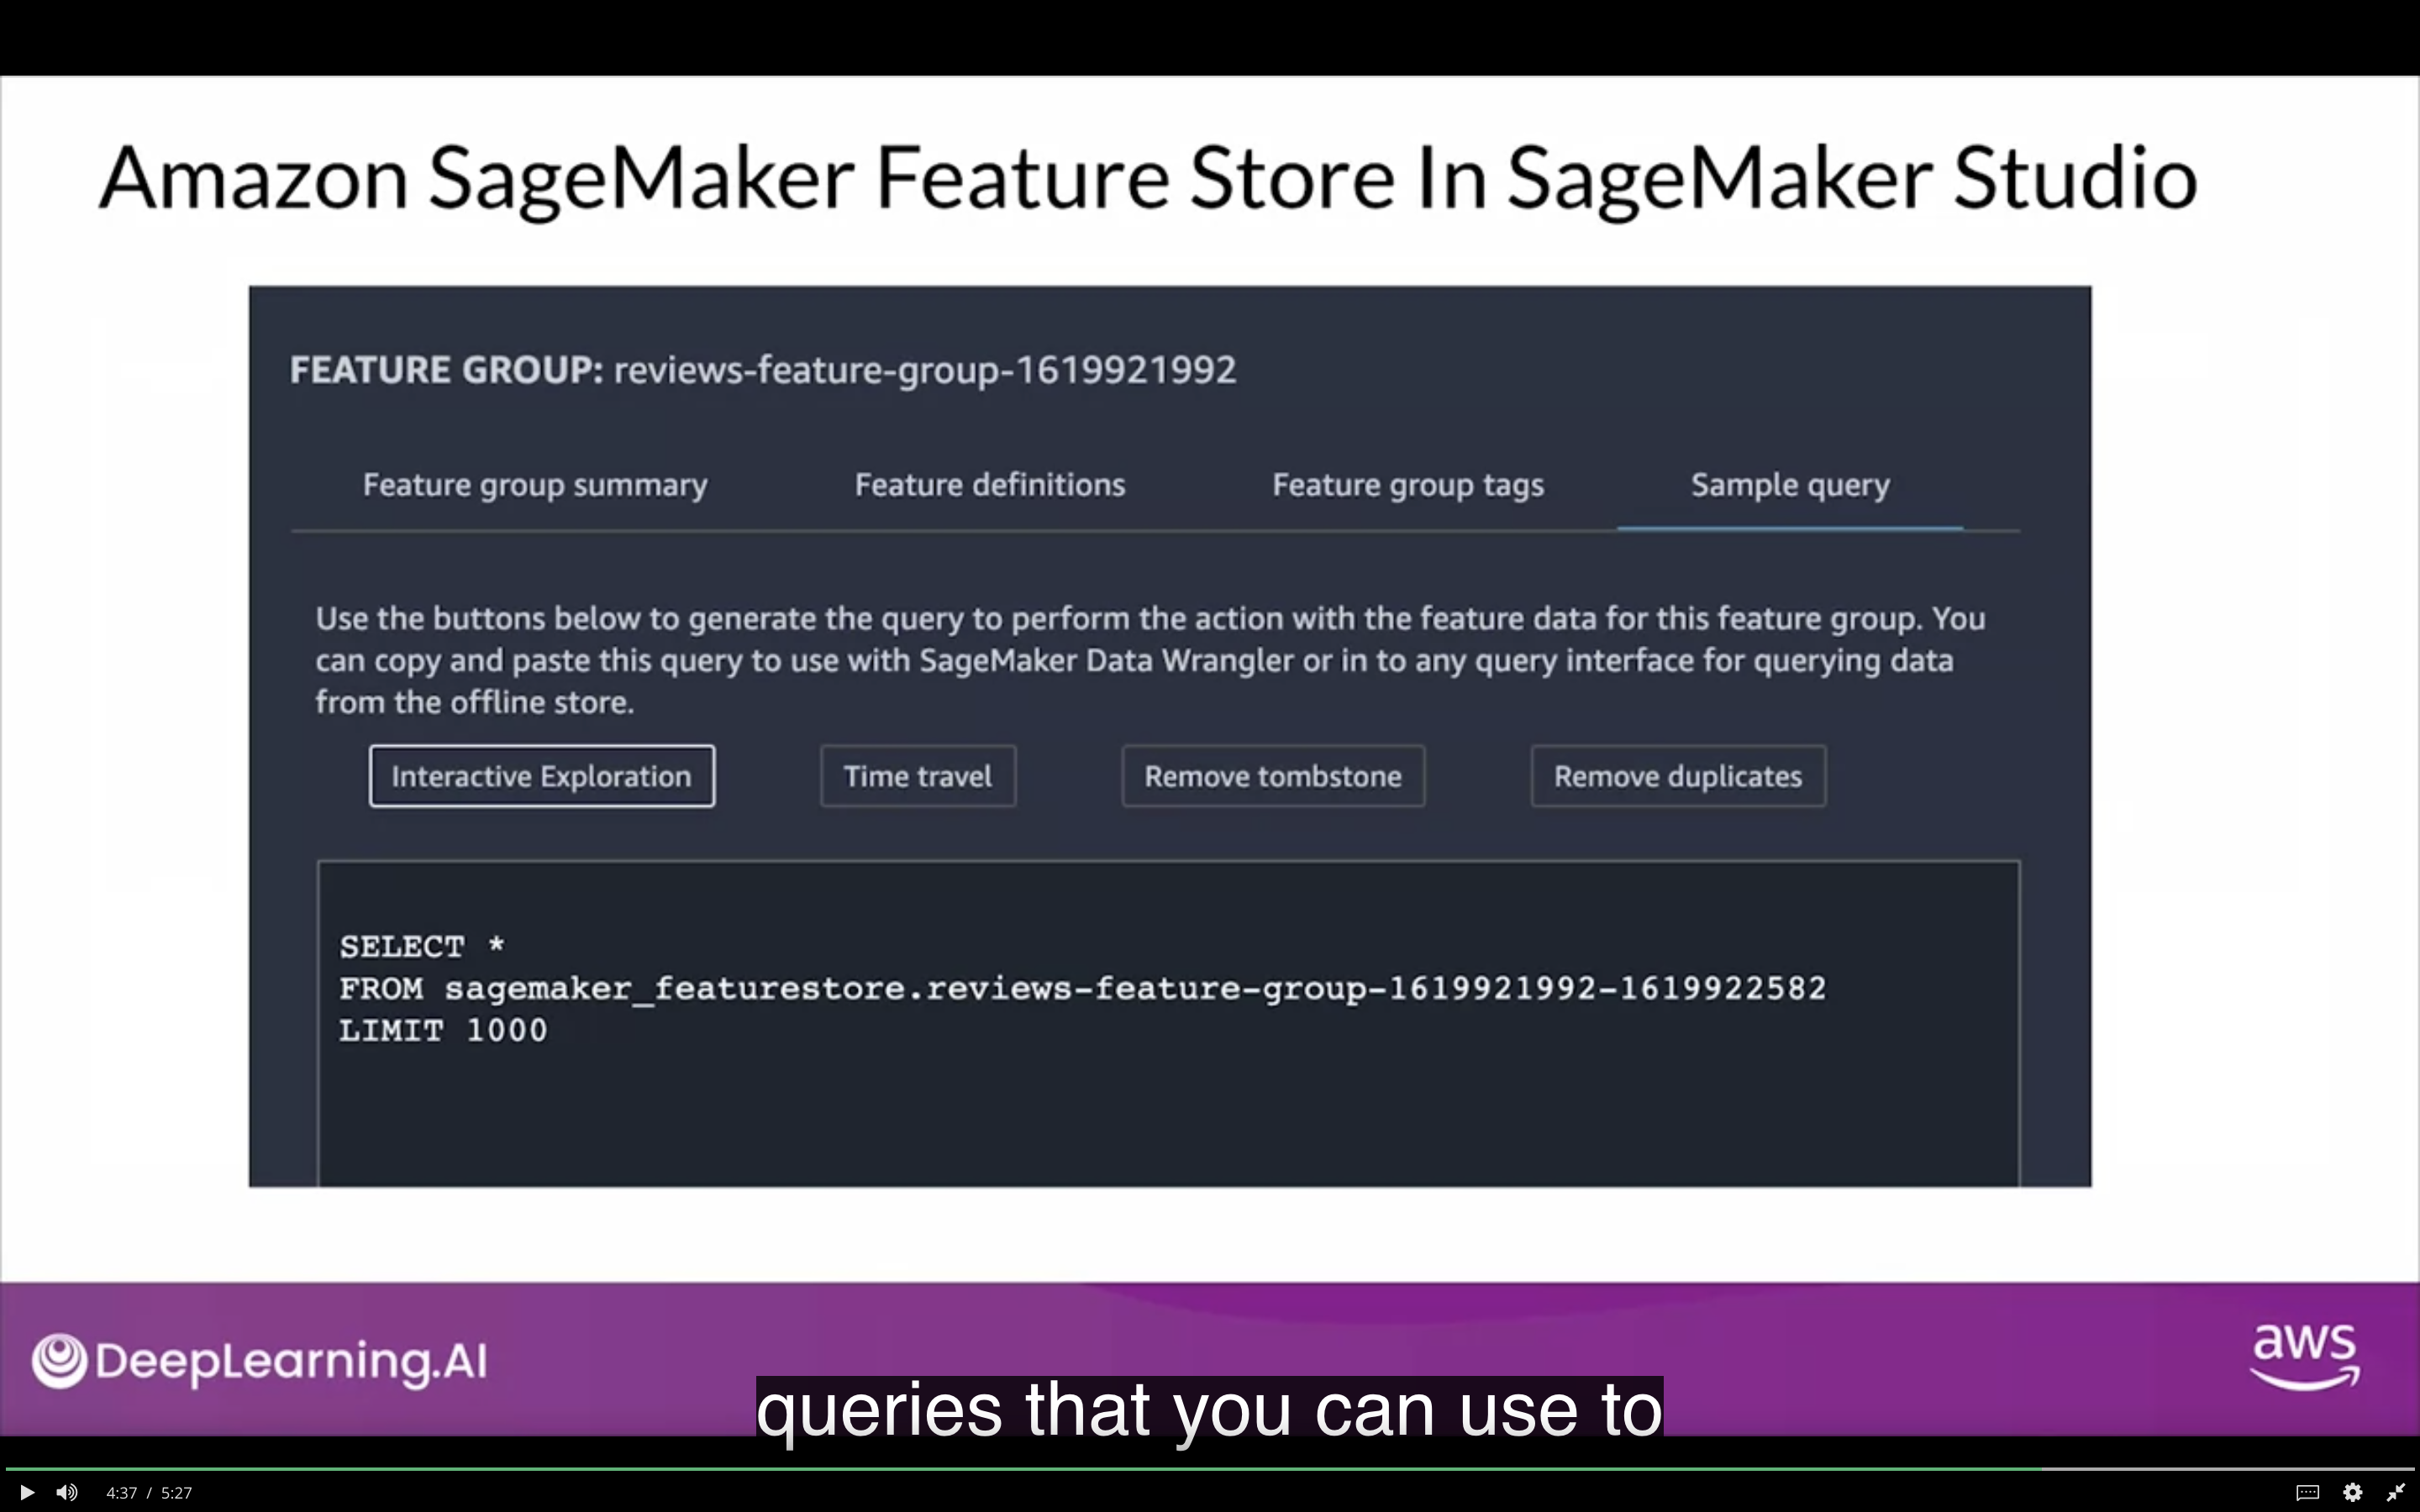 Amazon SageMaker Feature Store In SageMaker Studio
FEATURE GROUP: reviews-feature-group-1619921992
Feature group summary
Feature definitions
Feature group tags
Sample query
Use the buttons below to generate the query to perform the action with the feature data for this feature group. You
can copy and paste this query to use with SageMaker Data Wrangler or in to any query interface for querying data
from the offline store.
Interactive Exploration
Time travel
Remove tombstone
Remove duplicates
SELECT *
FROM sagemaker_featurestore.reviews-feature-group-1619921992-1619922582
LIMIT 1000
DeepLearning.AI
aws
queries that you can use to
4:37 / 5:27